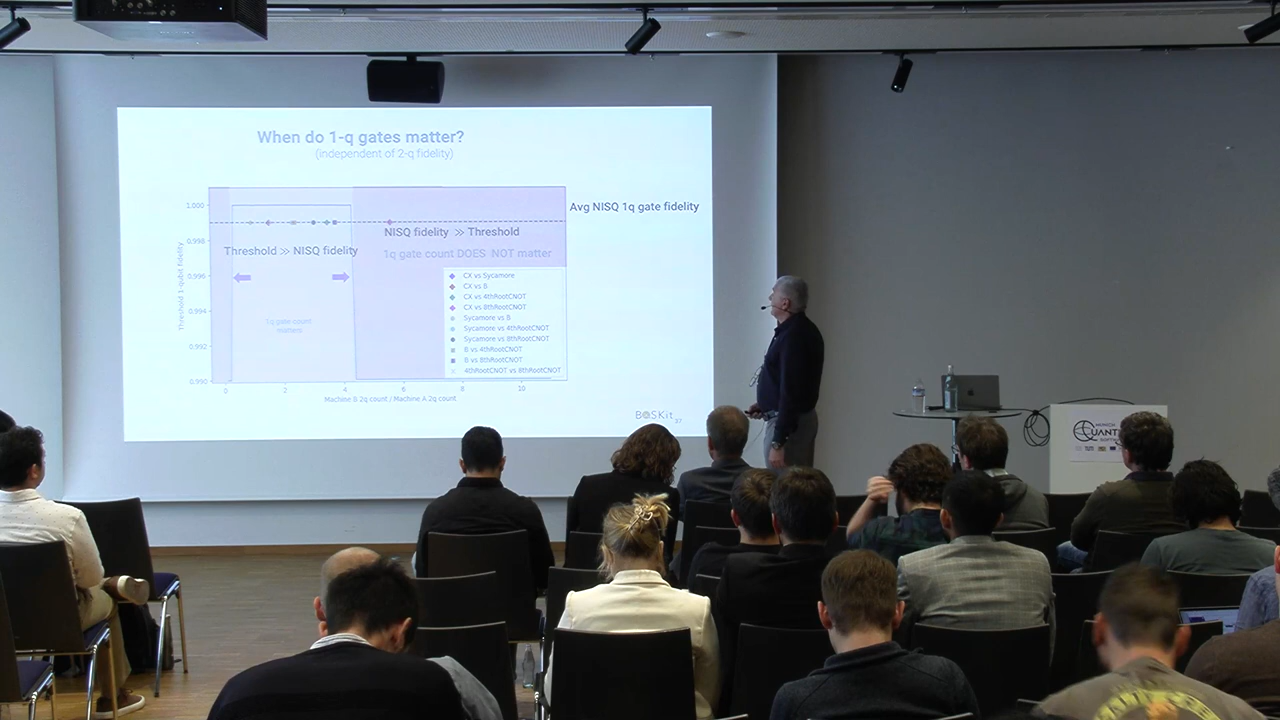 When do 1-q gates matter?
(independent of 2-q fidelity)
1.000
0.998
0.996
0.994
0.992
0.990
Threshold 1-qubit fidelity
Avg NISQ 1q gate fidelity
NISQ fidelity >> Threshold
Threshold >> NISQ fidelity
1q gate count DOES NOT matter
1q gate count
matters
CX vs Sycamore
CX vs B
CX vs 4thRootCNOT
CX vs 8thRootCNOT
Sycamore vs B
Sycamore vs 4thRootCNOT
Sycamore vs 8thRootCNOT
B vs 4thRootCNOT
B vs 8thRootCNOT
4thRootCNOT vs 8thRootCNOT
0 2 4 6 8 10
Machine B 2q count / Machine A 2q count
BQSKit
37
MUNICH